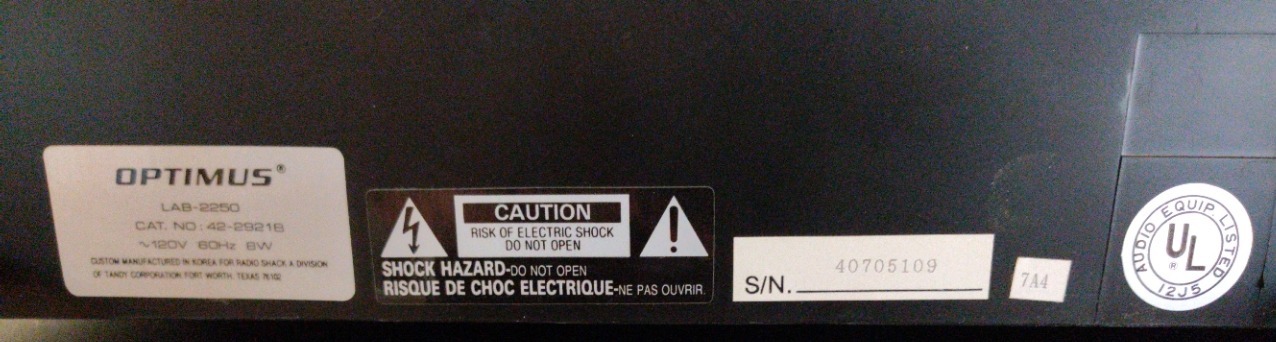 OPTIMUS®
LAB-2250
CAT. NO: 42-2921B
~120V 60Hz 8W
CUSTOM MANUFACTURED IN KOREA FOR RADIO SHACK A DIVISION
OF TANDY CORPORATION FORT WORTH, TEXAS 76102
CAUTION
RISK OF ELECTRIC SHOCK
DO NOT OPEN
SHOCK HAZARD-DO NOT OPEN
RISQUE DE CHOC ELECTRIQUE-NE PAS OUVRIR.
S/N. 40705109
7A4
AUDIO EQUIP. LISTED
UL
®
12J5